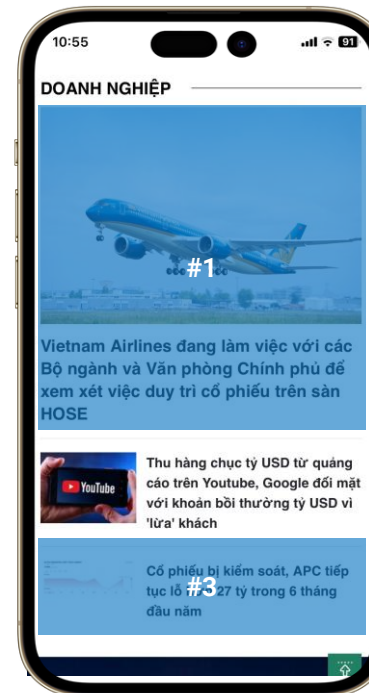 10:55
91
DOANH NGHIỆP
#1
Vietnam Airlines đang làm việc với các
Bộ ngành và Văn phòng Chính phủ để
xem xét việc duy trì cổ phiếu trên sàn
HOSE
YouTube
Thu hàng chục tỷ USD từ quảng
cáo trên Youtube, Google đối mặt
với khoản bồi thường tỷ USD vì
'lừa' khách
Cổ phiếu bị kiểm soát, APC tiếp
#3
tục lỗ 27 tỷ trong 6 tháng
đầu năm